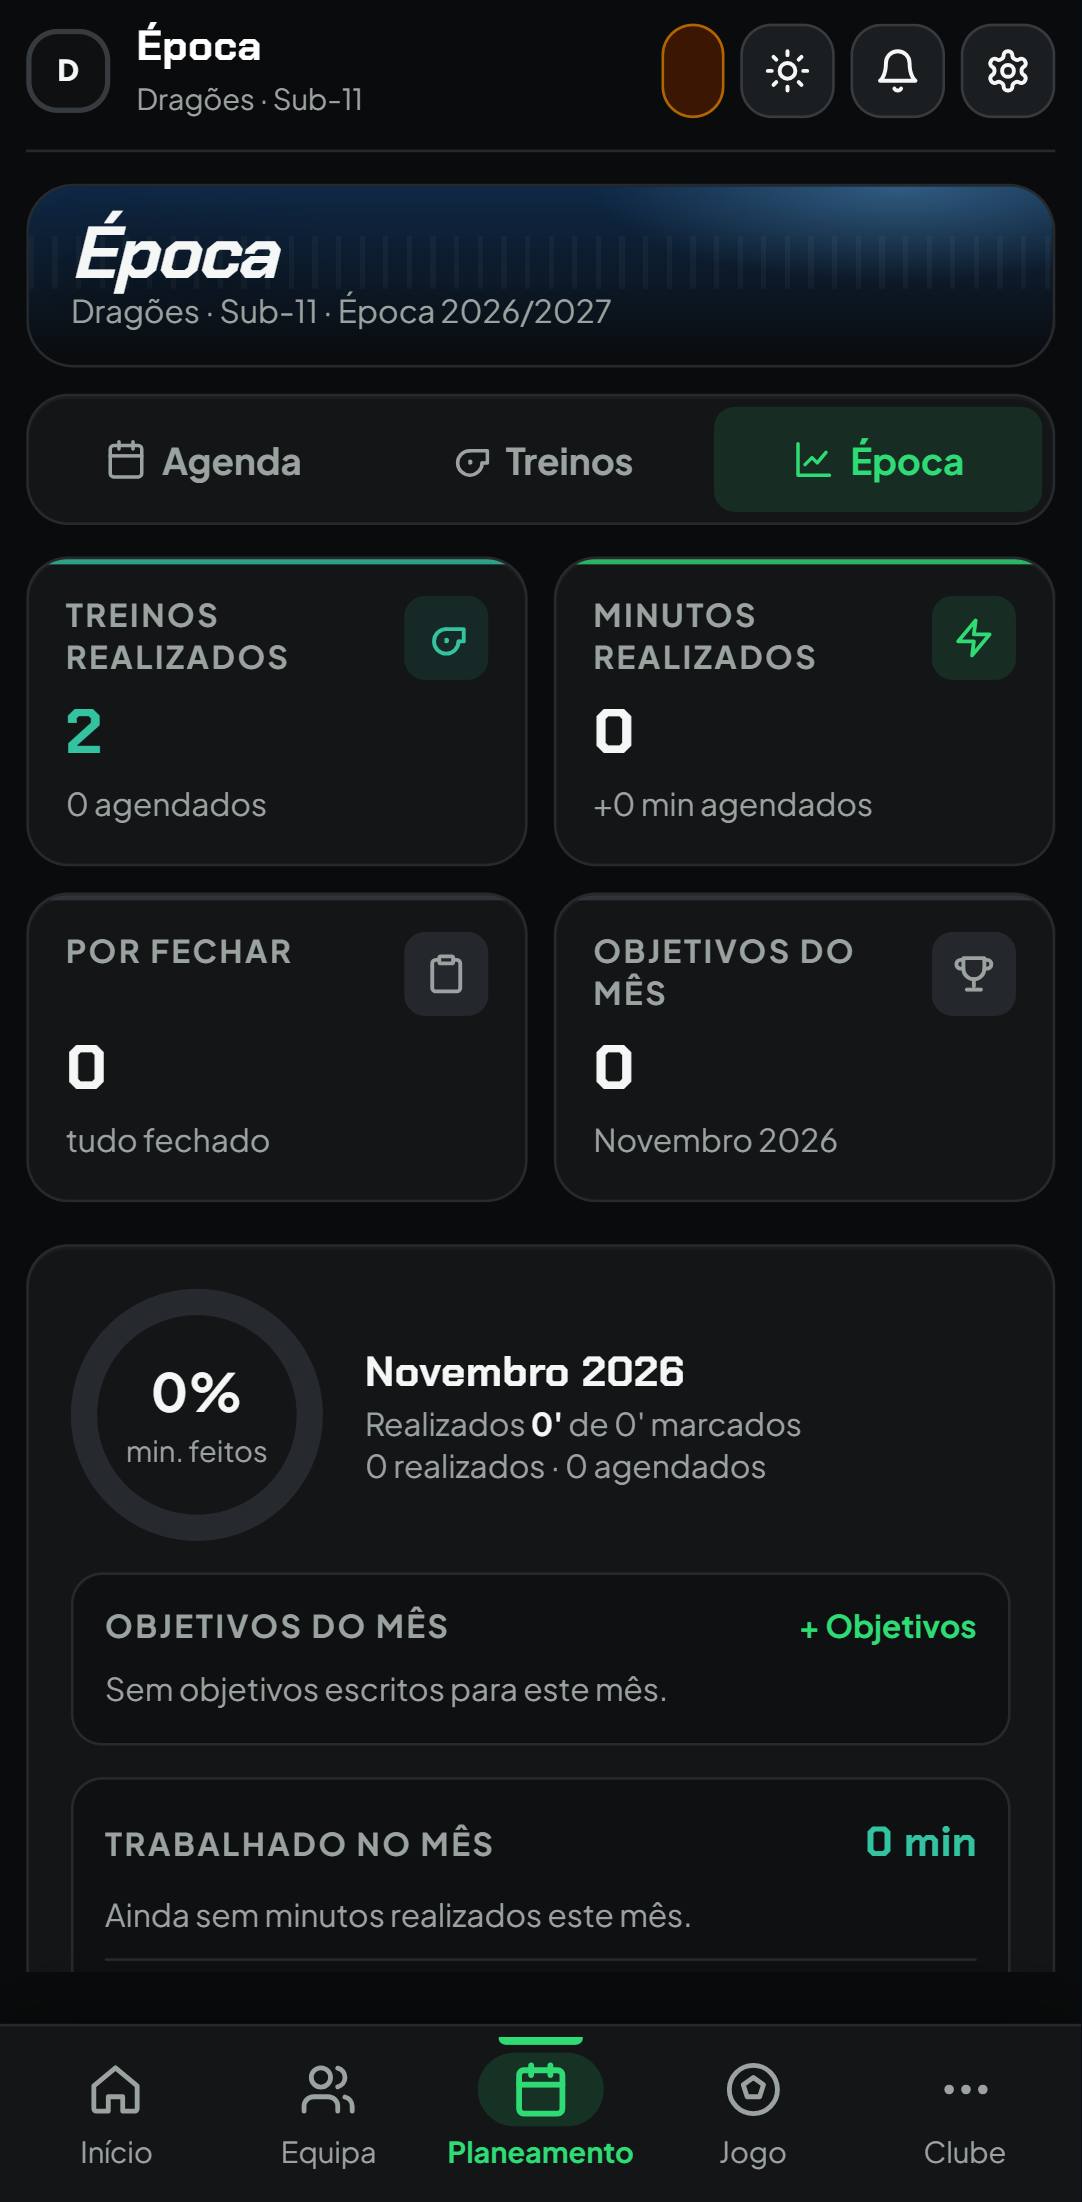 D
Época
Dragões · Sub-11
Época
Dragões · Sub-11 · Época 2026/2027
Agenda
Treinos
Época
TREINOS
REALIZADOS
2
0 agendados
MINUTOS
REALIZADOS
0
+0 min agendados
POR FECHAR
0
tudo fechado
OBJETIVOS DO
MÊS
0
Novembro 2026
0%
min. feitos
Novembro 2026
Realizados 0' de 0' marcados
0 realizados · 0 agendados
OBJETIVOS DO MÊS
+ Objetivos
Sem objetivos escritos para este mês.
TRABALHADO NO MÊS
0 min
Ainda sem minutos realizados este mês.
Início
Equipa
Planeamento
Jogo
Clube